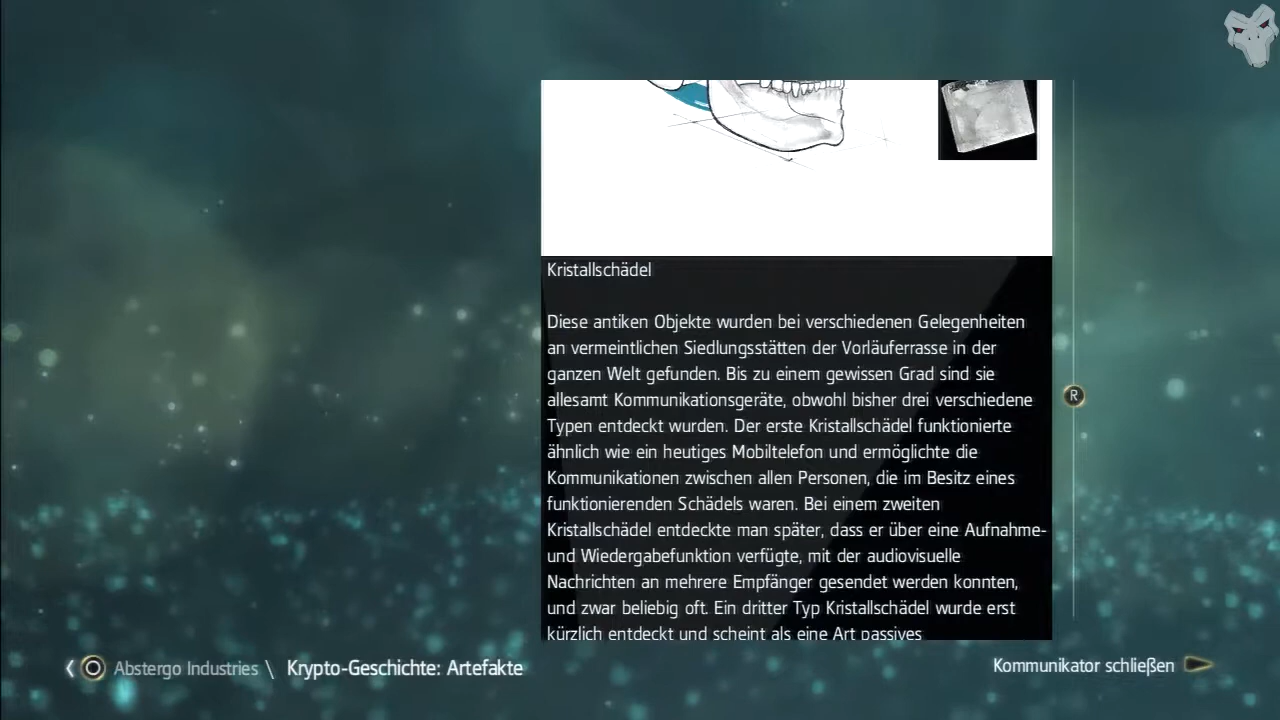 Kristallschädel
Diese antiken Objekte wurden bei verschiedenen Gelegenheiten
an vermeintlichen Siedlungsstätten der Vorläuferrasse in der
ganzen Welt gefunden. Bis zu einem gewissen Grad sind sie
allesamt Kommunikationsgeräte, obwohl bisher drei verschiedene
Typen entdeckt wurden. Der erste Kristallschädel funktionierte
ähnlich wie ein heutiges Mobiltelefon und ermöglichte die
Kommunikationen zwischen allen Personen, die im Besitz eines
funktionierenden Schädels waren. Bei einem zweiten
Kristallschädel entdeckte man später, dass er über eine Aufnahme-
und Wiedergabefunktion verfügte, mit der audiovisuelle
Nachrichten an mehrere Empfänger gesendet werden konnten,
und zwar beliebig oft. Ein dritter Typ Kristallschädel wurde erst
kürzlich entdeckt und scheint als eine Art passives
R
Abstergo Industries \ Krypto-Geschichte: Artefakte
Kommunikator schließen